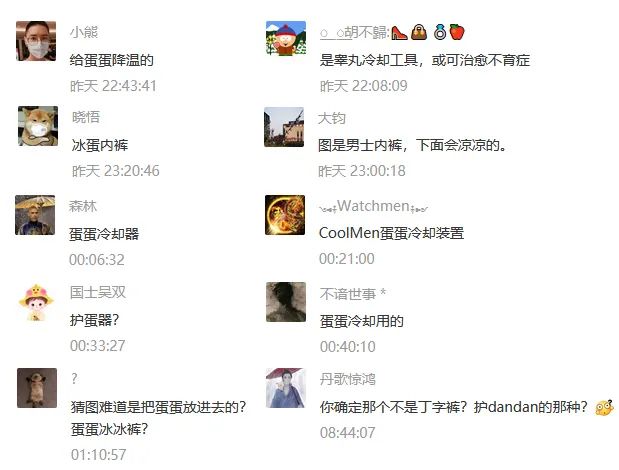 小熊
给蛋蛋降温的
昨天 22:43:41
○_○胡不歸:👠👜💍🍎
是睾丸冷却工具，或可治愈不育症
昨天 22:08:09
晓悟
冰蛋内裤
昨天 23:20:46
大钧
图是男士内裤，下面会凉凉的。
昨天 23:00:18
森林
蛋蛋冷却器
00:06:32
Watchmen
CoolMen蛋蛋冷却装置
00:21:00
国士吴双
护蛋器？
00:33:27
不谙世事 *
蛋蛋冷却用的
00:40:10
?
猜图难道是把蛋蛋放进去的？
蛋蛋冰冰裤？
01:10:57
丹歌惊鸿
你确定那个不是丁字裤？护dandan的那种？
08:44:07